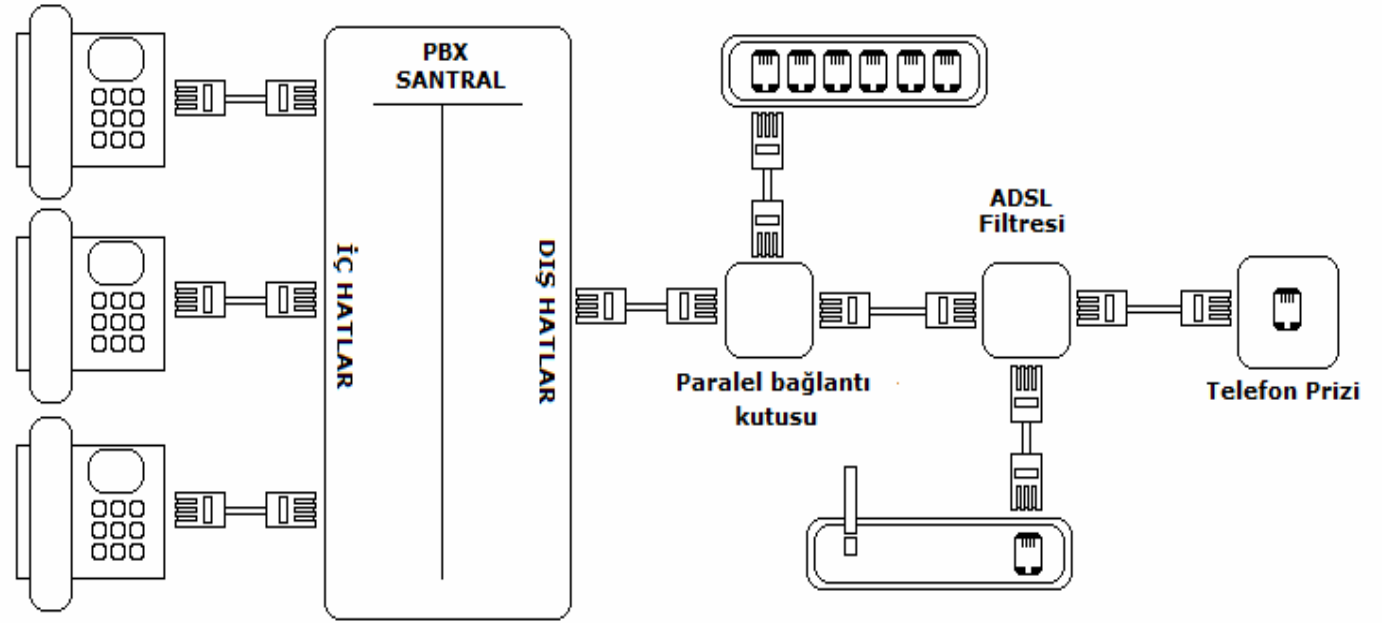 PBX
SANTRAL
İÇ HATLAR
DIŞ HATLAR
Paralel bağlantı
kutusu
ADSL
Filtresi
Telefon Prizi